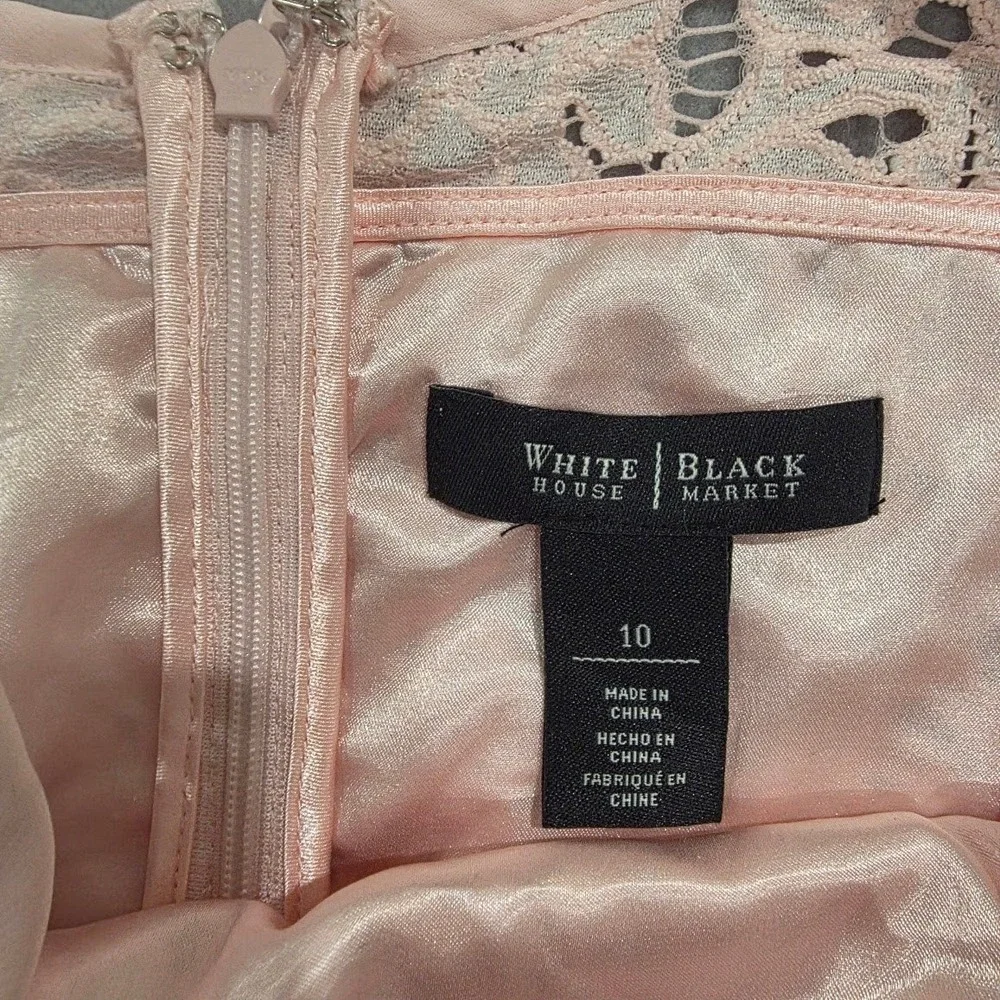 WHITE | BLACK
HOUSE | MARKET
10
MADE IN
CHINA
HECHO EN
CHINA
FABRIQUÉ EN
CHINE